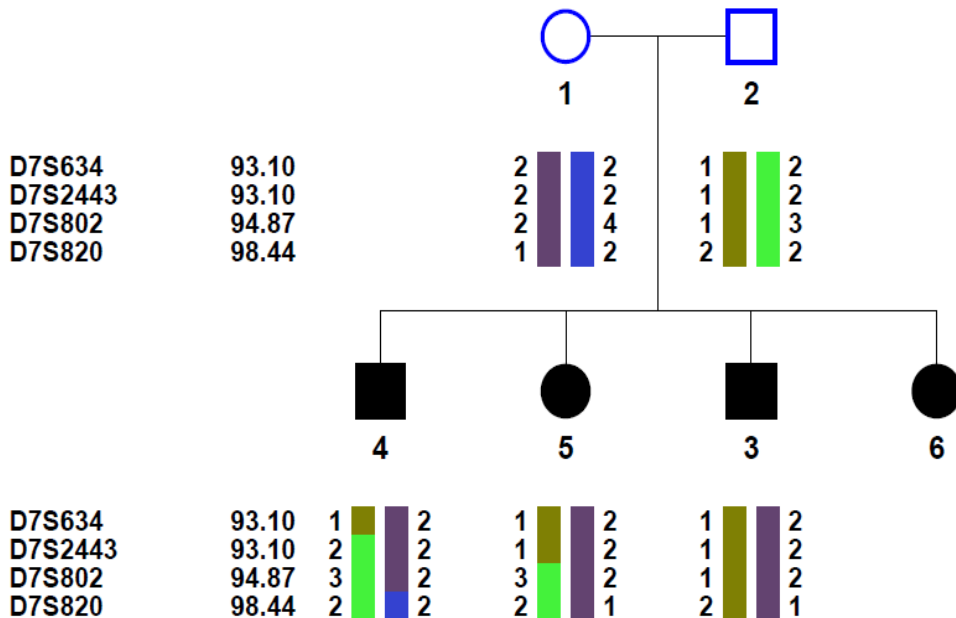 1 2
D7S634 93.10 2 2 1 2
D7S2443 93.10 2 2 1 2
D7S802 94.87 2 4 1 3
D7S820 98.44 1 2 2 2
4 5 3 6
D7S634 93.10 1 2 1 2 1 2
D7S2443 93.10 2 2 1 2 1 2
D7S802 94.87 3 2 3 2 1 2
D7S820 98.44 2 2 2 1 2 1